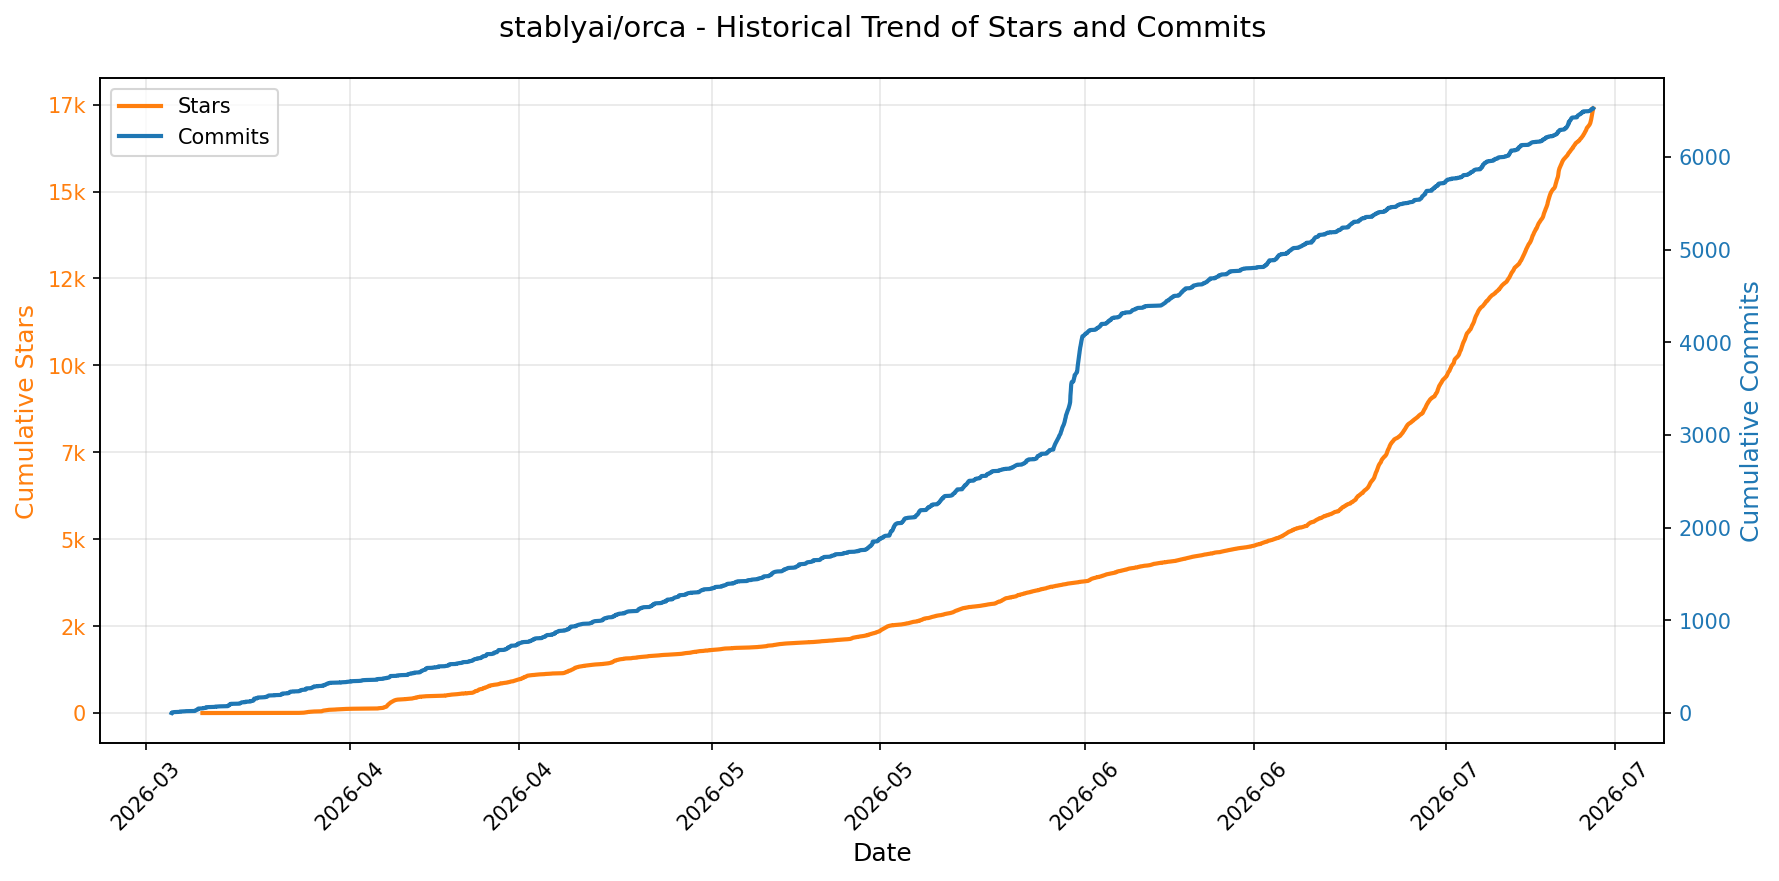 stablyai/orca - Historical Trend of Stars and Commits
Stars
Commits
17k
15k
12k
10k
7k
5k
2k
0
Cumulative Stars
6000
5000
4000
3000
2000
1000
0
Cumulative Commits
2026-03
2026-04
2026-04
2026-05
2026-05
2026-06
2026-06
2026-07
2026-07
Date